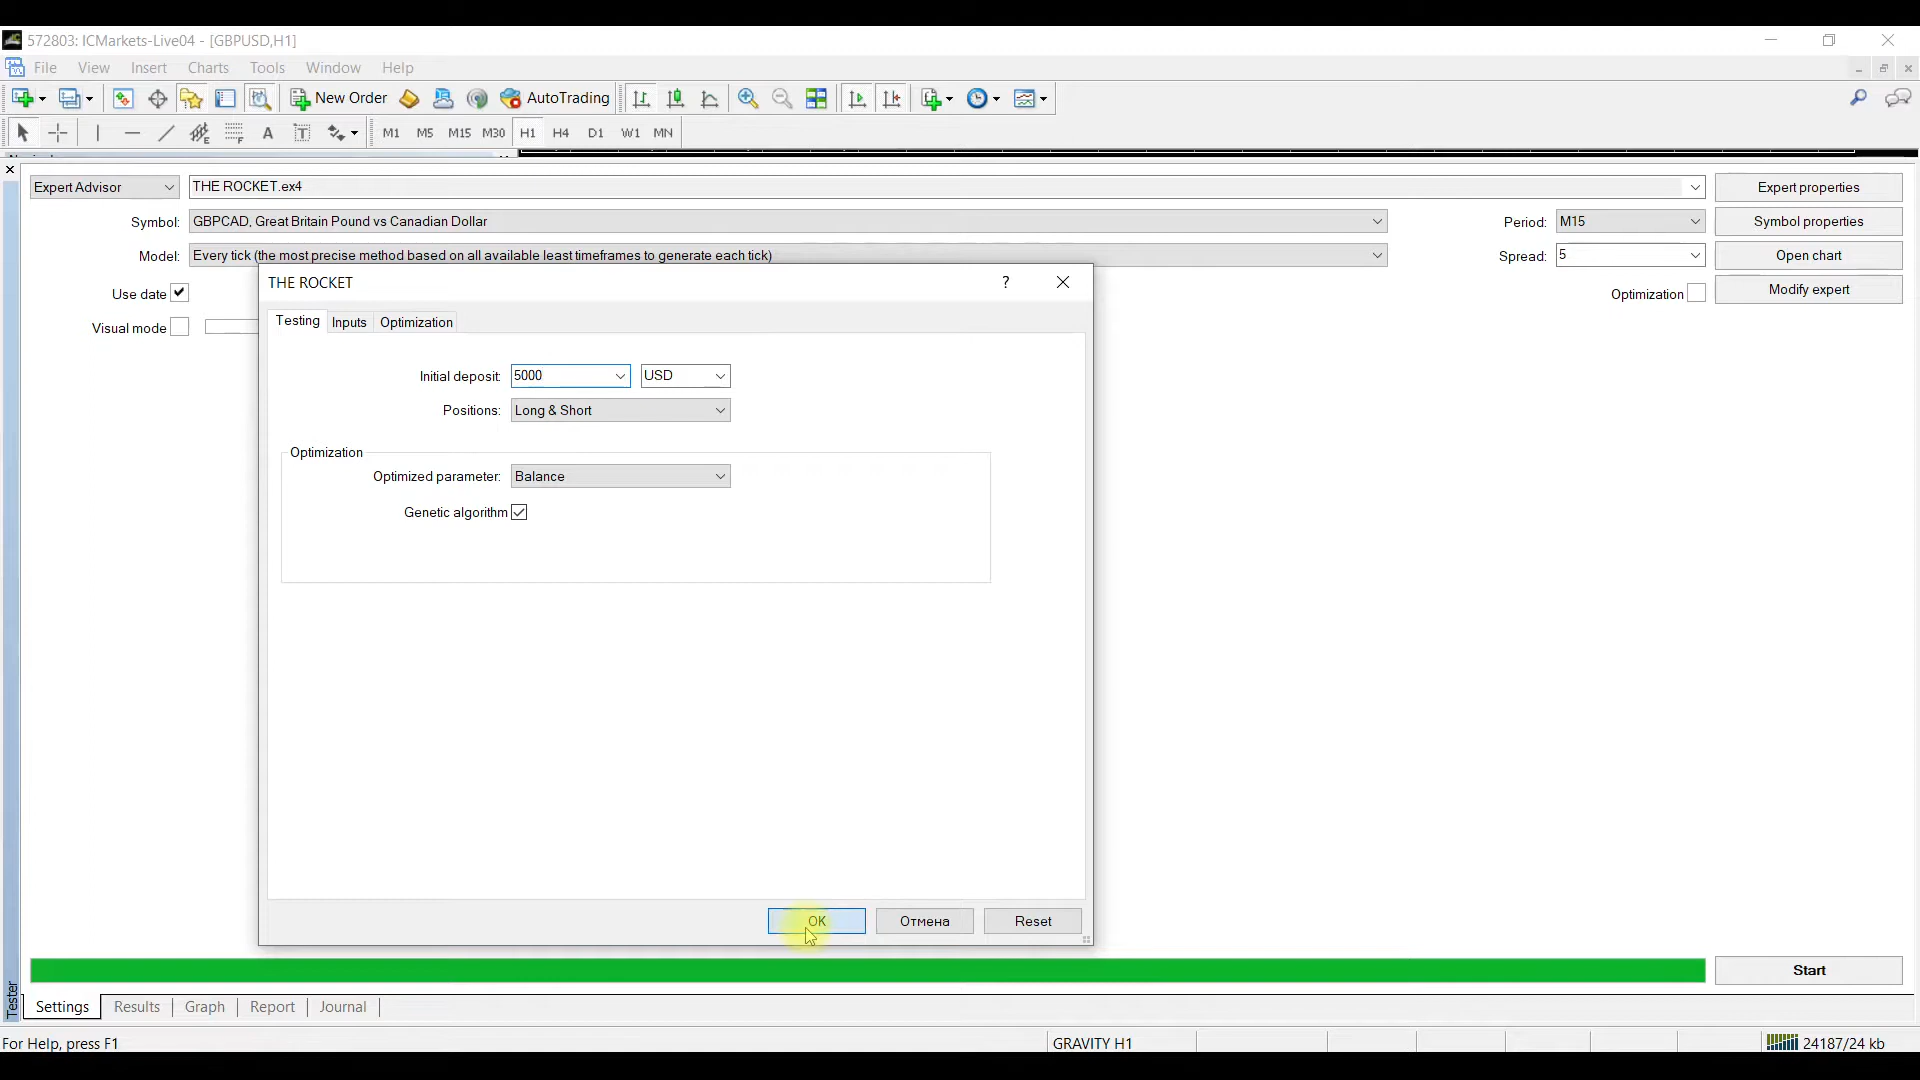 572803: ICMarkets-Live04 - [GBPUSD,H1]
File View Insert Charts Tools Window Help
New Order AutoTrading
A T M1 M5 M15 M30 H1 H4 D1 W1 MN
Expert Advisor THE ROCKET.ex4 Expert properties
Symbol: GBPCAD, Great Britain Pound vs Canadian Dollar Period: M15 Symbol properties
Model: Every tick (the most precise method based on all available least timeframes to generate each tick) Spread: 5 Open chart
Use date Optimization Modify expert
Visual mode
THE ROCKET ?
Testing Inputs Optimization
Initial deposit: 5000 USD
Positions: Long & Short
Optimization
Optimized parameter: Balance
Genetic algorithm
OK Отмена Reset
Start
Tester
Settings Results Graph Report Journal
For Help, press F1 GRAVITY H1 24187/24 kb